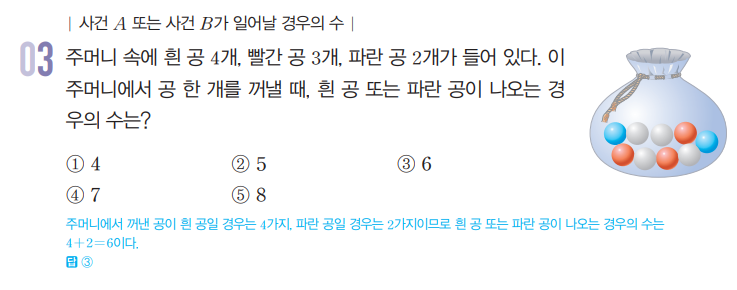 | 사건 A 또는 사건 B가 일어날 경우의 수 |
03 주머니 속에 흰 공 4개, 빨간 공 3개, 파란 공 2개가 들어 있다. 이
주머니에서 공 한 개를 꺼낼 때, 흰 공 또는 파란 공이 나오는 경
우의 수는?
① 4 ② 5 ③ 6
④ 7 ⑤ 8
주머니에서 꺼낸 공이 흰 공일 경우는 4가지, 파란 공일 경우는 2가지이므로 흰 공 또는 파란 공이 나오는 경우의 수는
4+2=6이다.
답 ③